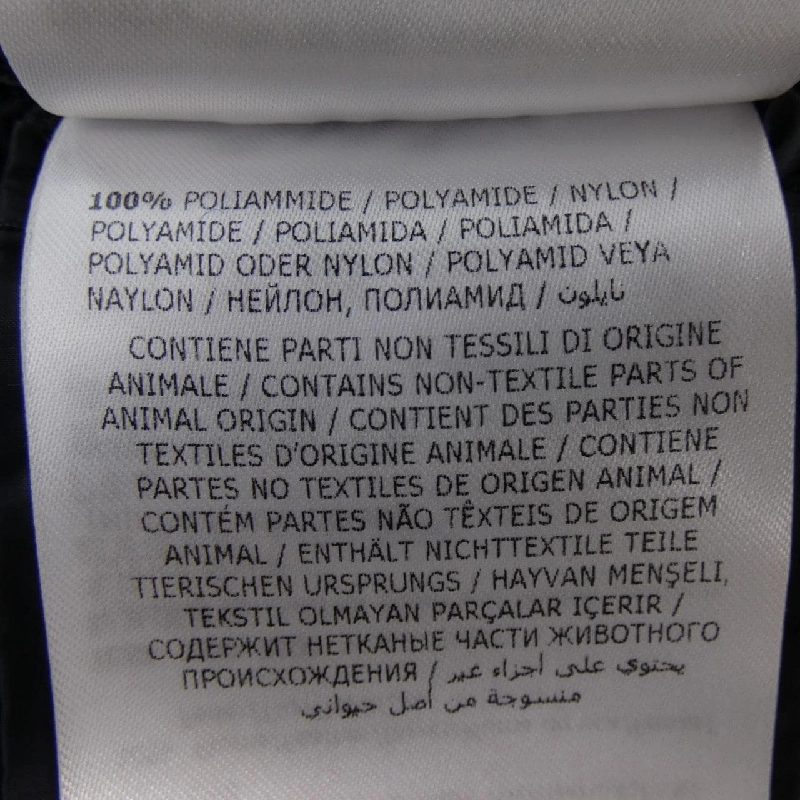 100% POLIAMMIDE / POLYAMIDE / NYLON /
POLYAMIDE / POLIAMIDA / POLIAMIDA /
POLYAMID ODER NYLON / POLYAMID VEYA
NAYLON / НЕЙЛОН, ПОЛИАМИД / نايلون
CONTIENE PARTI NON TESSILI DI ORIGINE
ANIMALE / CONTAINS NON-TEXTILE PARTS OF
ANIMAL ORIGIN / CONTIENT DES PARTIES NON
TEXTILES D'ORIGINE ANIMALE / CONTIENE
PARTES NO TEXTILES DE ORIGEN ANIMAL /
CONTÉM PARTES NÃO TÊXTEIS DE ORIGEM
ANIMAL / ENTHÄLT NICHTTEXTILE TEILE
TIERISCHEN URSPRUNGS / HAYVAN MENŞELI,
TEKSTIL OLMAYAN PARÇALAR IÇERIR /
СОДЕРЖИТ НЕТКАНЫЕ ЧАСТИ ЖИВОТНОГО
ПРОИСХОЖДЕНИЯ / يحتوي على أجزاء غير
منسوجة من أصل حيواني